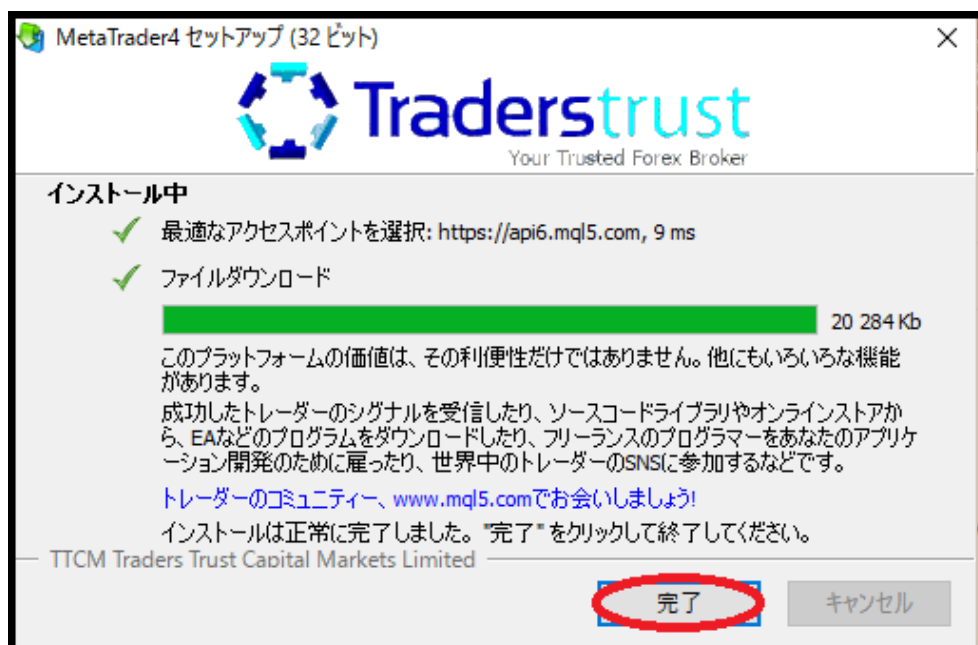 MetaTrader4 セットアップ (32 ビット)
Traderstrust
Your Trusted Forex Broker
インストール中
最適なアクセスポイントを選択: https://api6.mql5.com, 9 ms
ファイルダウンロード
20 284 Kb
このプラットフォームの価値は、その利便性だけではありません。他にもいろいろな機能
があります。
成功したトレーダーのシグナルを受信したり、ソースコードライブラリやオンラインストアか
ら、EAなどのプログラムをダウンロードしたり、フリーランスのプログラマーをあなたのアプリケ
ーション開発のために雇ったり、世界中のトレーダーのSNSに参加するなどです。
トレーダーのコミュニティー、www.mql5.comでお会いしましょう!
インストールは正常に完了しました。"完了" をクリックして終了してください。
TTCM Traders Trust Capital Markets Limited
完了
キャンセル